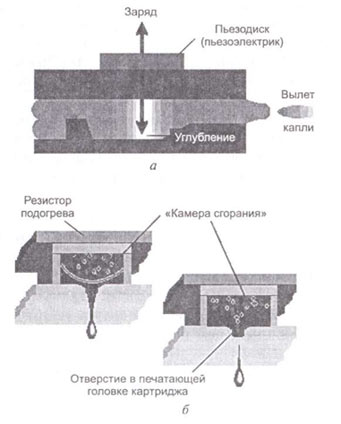 Заряд
Пьезодиск
(пьезоэлектрик)
Вылет
капли
Углубление
а
Резистор
подогрева
«Камера сгорания»
Отверстие в печатающей
головке картриджа
б